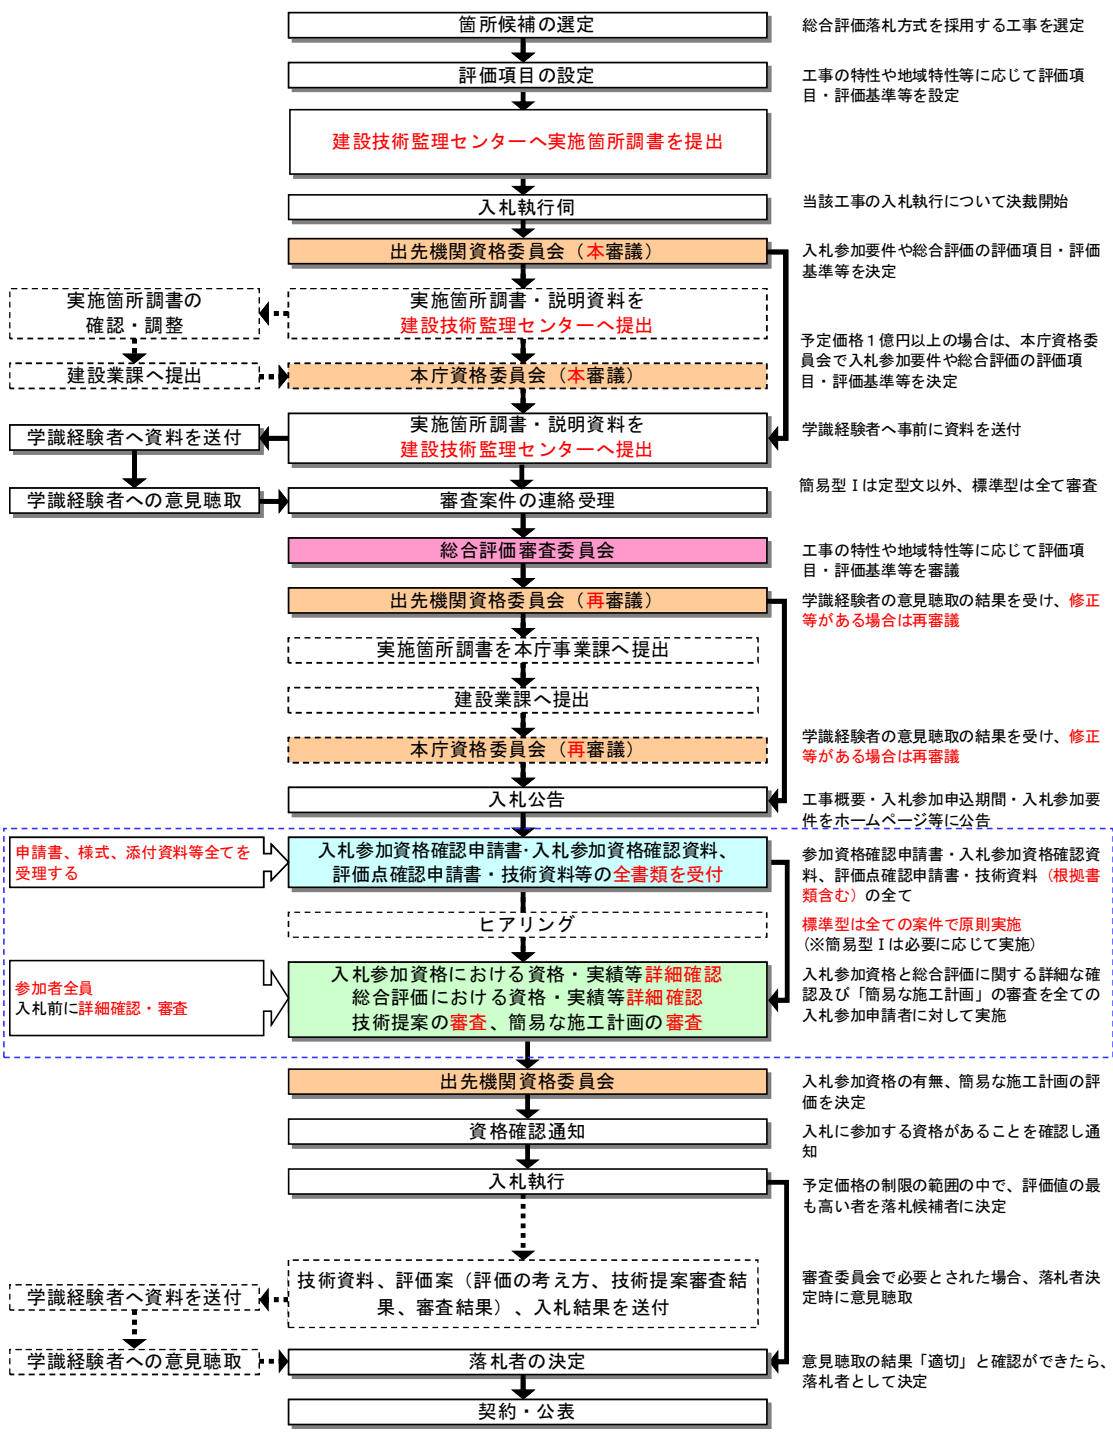 箇所候補の選定
総合評価落札方式を採用する工事を選定
評価項目の設定
工事の特性や地域特性等に応じて評価項
目・評価基準等を設定
建設技術監理センターへ実施箇所調書を提出
入札執行伺
当該工事の入札執行について決裁開始
出先機関資格委員会（本審議）
入札参加要件や総合評価の評価項目・評価
基準等を決定
実施箇所調書の
確認・調整
実施箇所調書・説明資料を
建設技術監理センターへ提出
予定価格１億円以上の場合は、本庁資格委
員会で入札参加要件や総合評価の評価項
目・評価基準等を決定
建設業課へ提出
本庁資格委員会（本審議）
学識経験者へ資料を送付
実施箇所調書・説明資料を
建設技術監理センターへ提出
学識経験者へ事前に資料を送付
学識経験者への意見聴取
審査案件の連絡受理
簡易型Ⅰは定型文以外、標準型は全て審査
総合評価審査委員会
工事の特性や地域特性等に応じて評価項
目・評価基準等を審議
出先機関資格委員会（再審議）
学識経験者の意見聴取の結果を受け、修正
等がある場合は再審議
実施箇所調書を本庁事業課へ提出
建設業課へ提出
本庁資格委員会（再審議）
学識経験者の意見聴取の結果を受け、修正
等がある場合は再審議
入札公告
工事概要・入札参加申込期間・入札参加要
件をホームページ等に公告
申請書、様式、添付資料等全てを
受理する
入札参加資格確認申請書・入札参加資格確認資料、
評価点確認申請書・技術資料等の全書類を受付
参加資格確認申請書・入札参加資格確認資
料、評価点確認申請書・技術資料（根拠書
類含む）の全て
ヒアリング
標準型は全ての案件で原則実施
(※簡易型Ⅰは必要に応じて実施)
参加者全員
入札前に詳細確認・審査
入札参加資格における資格・実績等詳細確認
総合評価における資格・実績等詳細確認
技術提案の審査、簡易な施工計画の審査
入札参加資格と総合評価に関する詳細な確
認及び「簡易な施工計画」の審査を全ての
入札参加申請者に対して実施
出先機関資格委員会
入札参加資格の有無、簡易な施工計画の評
価を決定
資格確認通知
入札に参加する資格があることを確認し通
知
入札執行
予定価格の制限の範囲の中で、評価値の最
も高い者を落札候補者に決定
学識経験者へ資料を送付
技術資料、評価案（評価の考え方、技術提案審査結
果、審査結果）、入札結果を送付
審査委員会で必要とされた場合、落札者決
定時に意見聴取
学識経験者への意見聴取
落札者の決定
意見聴取の結果「適切」と確認ができたら、
落札者として決定
契約・公表